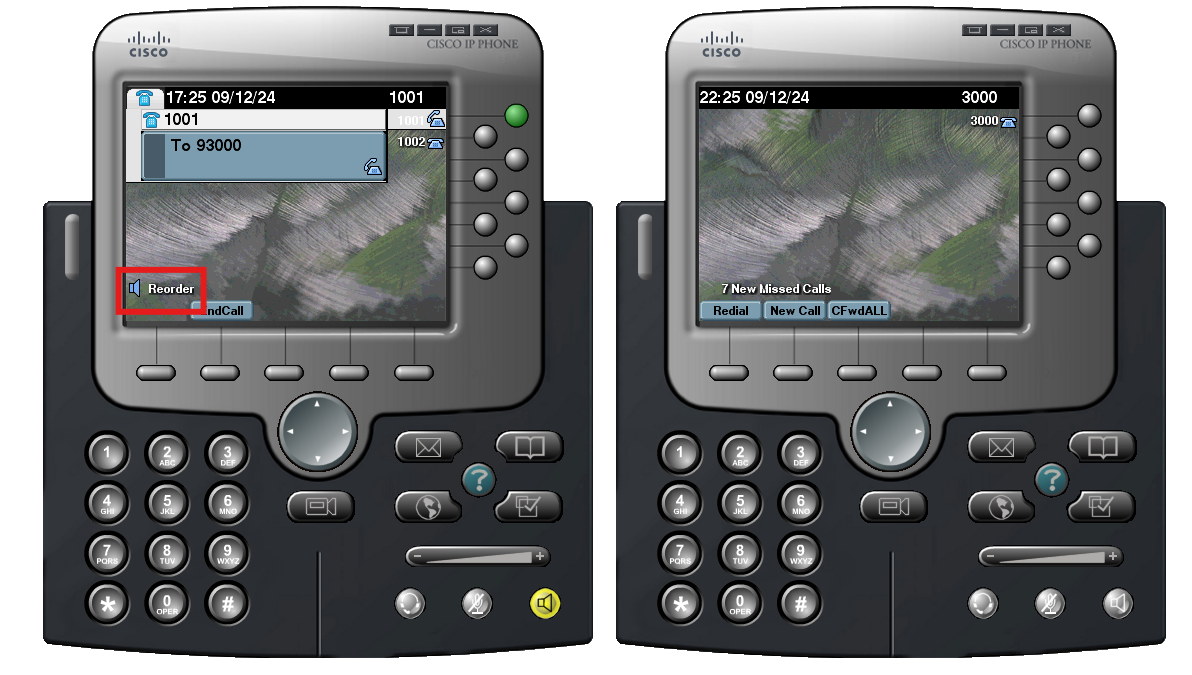 CISCO
CISCO IP PHONE
17:25 09/12/24 1001
1001 1001
To 93000 1002
Reorder
ndCall
1
2 ABC
3 DEF
4 GHI
5 JKL
6 MNO
7 PQRS
8 TUV
9 WXYZ
*
0 OPER
#
?
- +
CISCO
CISCO IP PHONE
22:25 09/12/24 3000
3000
7 New Missed Calls
Redial New Call CFwdALL
1
2 ABC
3 DEF
4 GHI
5 JKL
6 MNO
7 PQRS
8 TUV
9 WXYZ
*
0 OPER
#
?
- +